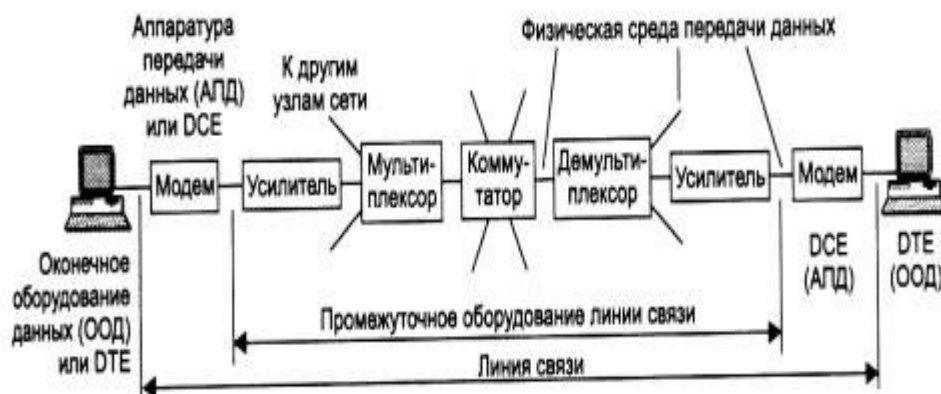 Аппаратура
передачи
данных (АПД)
или DCE
К другим
узлам сети
Физическая среда передачи данных
Модем
Усилитель
Мульти-
плексор
Комму-
татор
Демульти-
плексор
Усилитель
Модем
Оконечное
оборудование
данных (ООД)
или DTE
DCE
(АПД)
DTE
(ООД)
Промежуточное оборудование линии связи
Линия связи